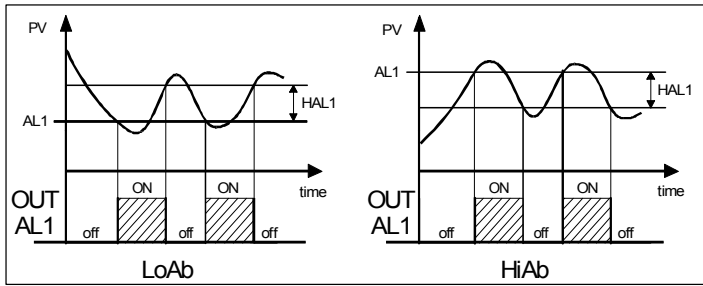 PV
HAL1
AL1
time
OUT
AL1
ON
ON
off
off
off
LoAb
PV
AL1
HAL1
time
OUT
AL1
ON
ON
off
off
off
HiAb